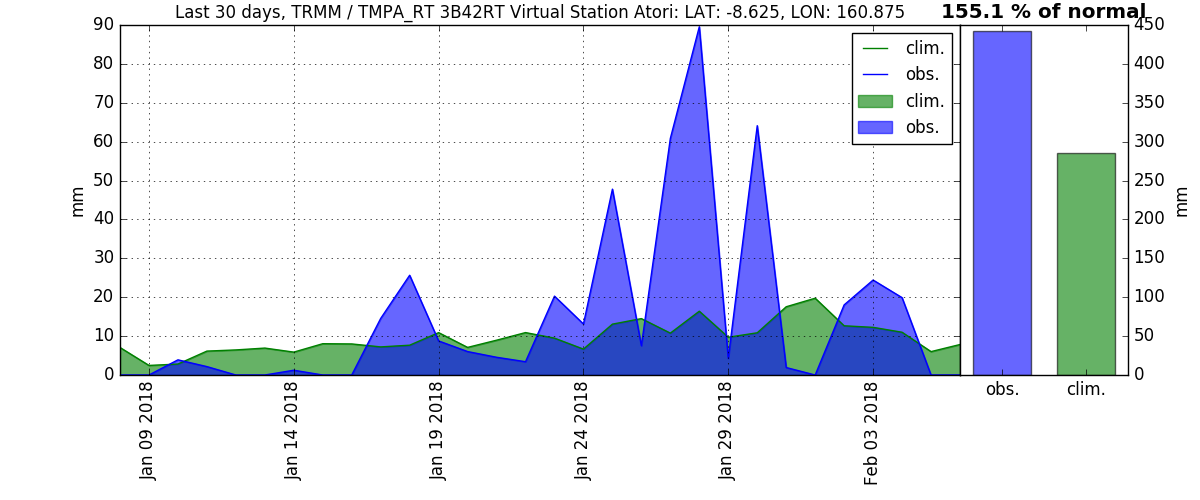 Last 30 days, TRMM / TMPA_RT 3B42RT Virtual Station Atori: LAT: -8.625, LON: 160.875
155.1 % of normal
90
80
70
60
50
40
30
20
10
0
mm
clim.
obs.
clim.
obs.
Jan 09 2018
Jan 14 2018
Jan 19 2018
Jan 24 2018
Jan 29 2018
Feb 03 2018
450
400
350
300
250
200
150
100
50
0
mm
obs.
clim.